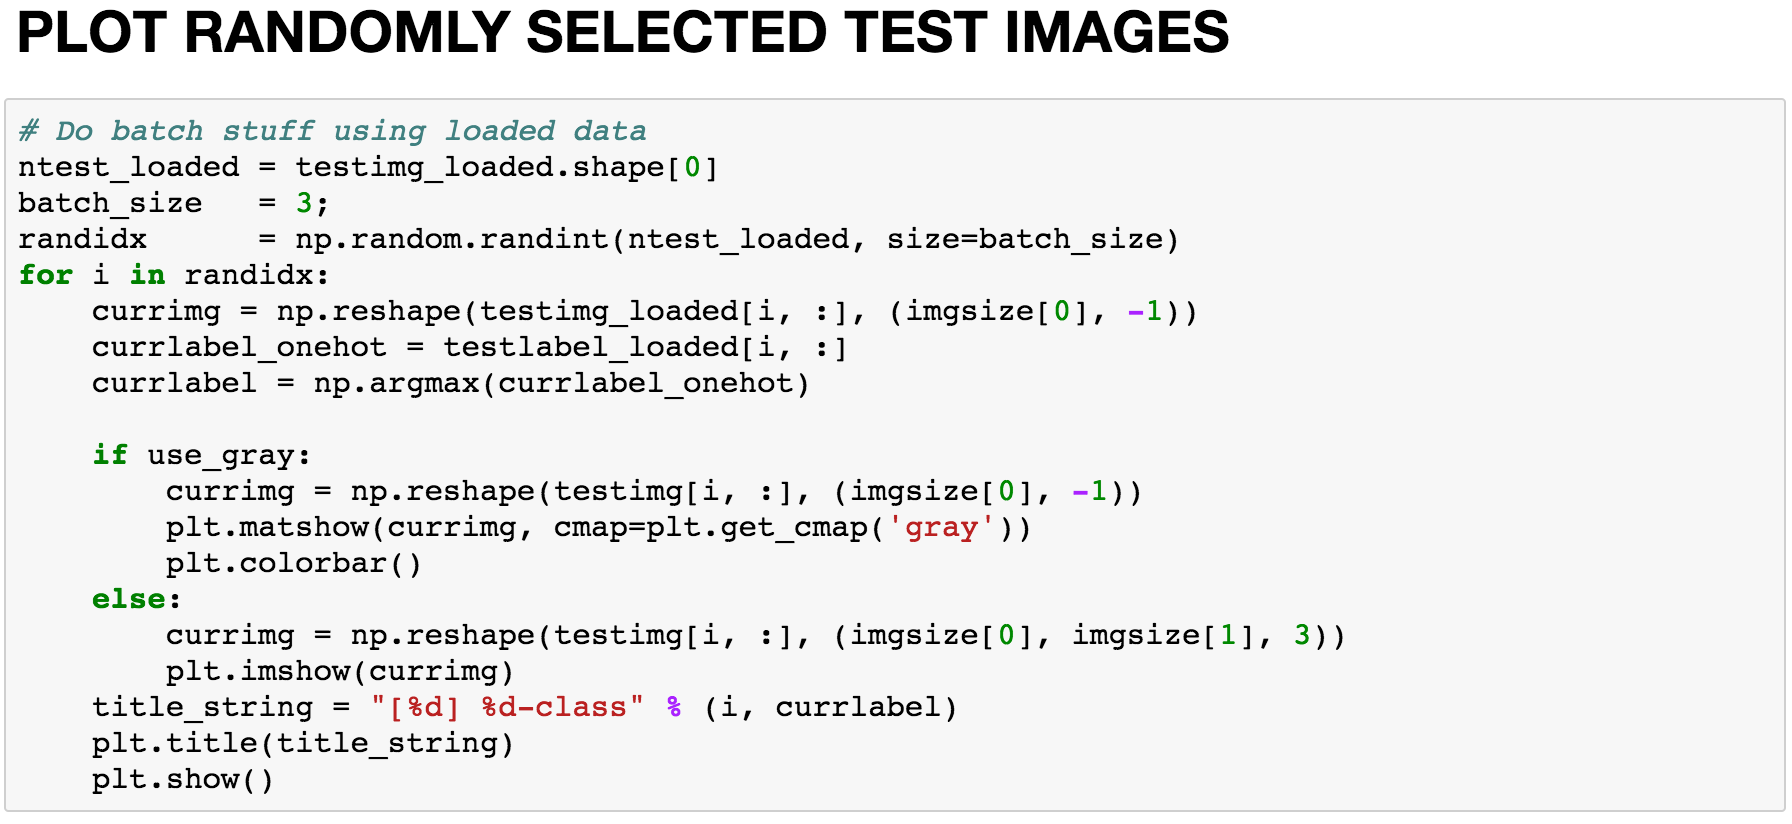 PLOT RANDOMLY SELECTED TEST IMAGES
# Do batch stuff using loaded data
ntest_loaded = testimg_loaded.shape[0]
batch_size   = 3;
randidx      = np.random.randint(ntest_loaded, size=batch_size)
for i in randidx:
    currimg = np.reshape(testimg_loaded[i, :], (imgsize[0], -1))
    currlabel_onehot = testlabel_loaded[i, :]
    currlabel = np.argmax(currlabel_onehot)
    if use_gray:
        currimg = np.reshape(testimg[i, :], (imgsize[0], -1))
        plt.matshow(currimg, cmap=plt.get_cmap('gray'))
        plt.colorbar()
    else:
        currimg = np.reshape(testimg[i, :], (imgsize[0], imgsize[1], 3))
        plt.imshow(currimg)
    title_string = "[%d] %d-class" % (i, currlabel)
    plt.title(title_string)
    plt.show()